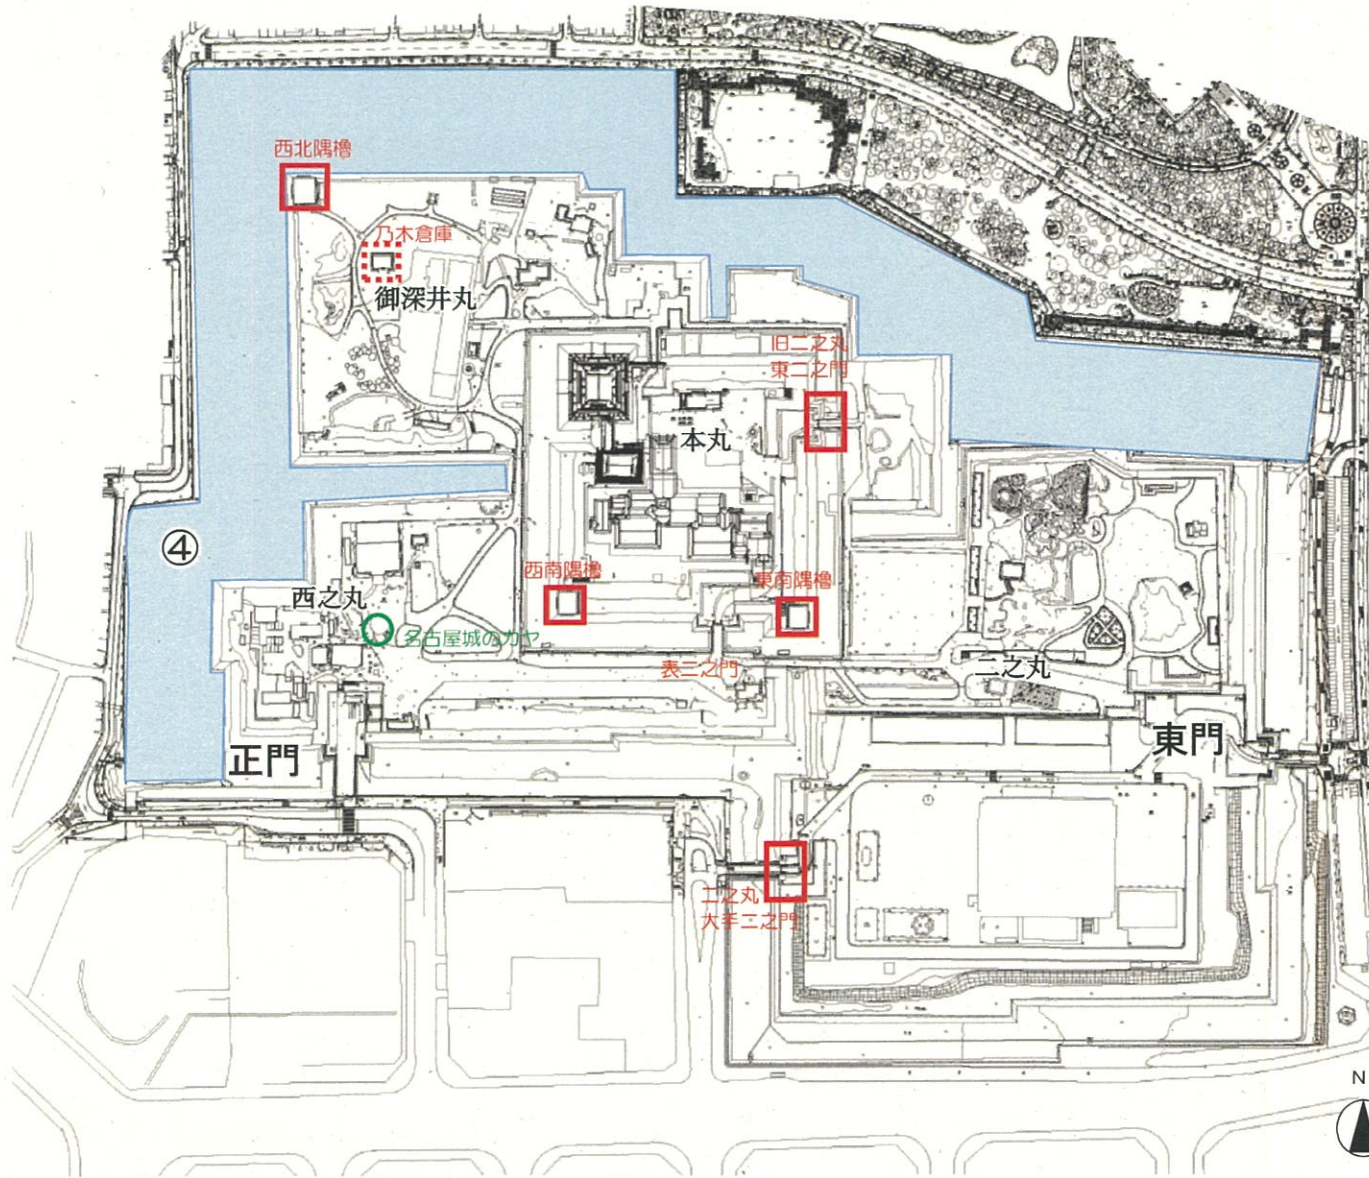 西北隅櫓
乃木倉庫
御深井丸
旧二之丸
東二之門
本丸
④
西南隅櫓
東南隅櫓
西之丸
名古屋城のカヤ
表二之門
二之丸
正門
東門
二之丸
大手二之門
N